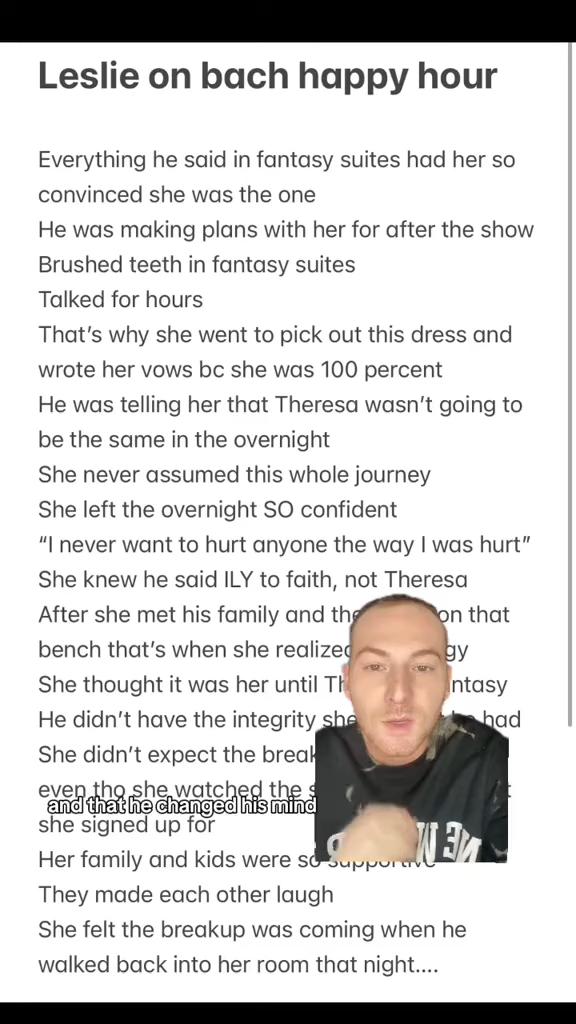 Leslie on bach happy hour
Everything he said in fantasy suites had her so
convinced she was the one
He was making plans with her for after the show
Brushed teeth in fantasy suites
Talked for hours
That's why she went to pick out this dress and
wrote her vows bc she was 100 percent
He was telling her that Theresa wasn't going to
be the same in the overnight
She never assumed this whole journey
She left the overnight SO confident
“I never want to hurt anyone the way I was hurt”
She knew he said ILY to faith, not Theresa
After she met his family and on that
bench that's when she realized
She thought it was her until
He didn't have the integrity she had
She didn't expect the
even tho she watched the
and that he changed his mind
she signed up for
Her family and kids were so supportive
They made each other laugh
She felt the breakup was coming when he
walked back into her room that night....